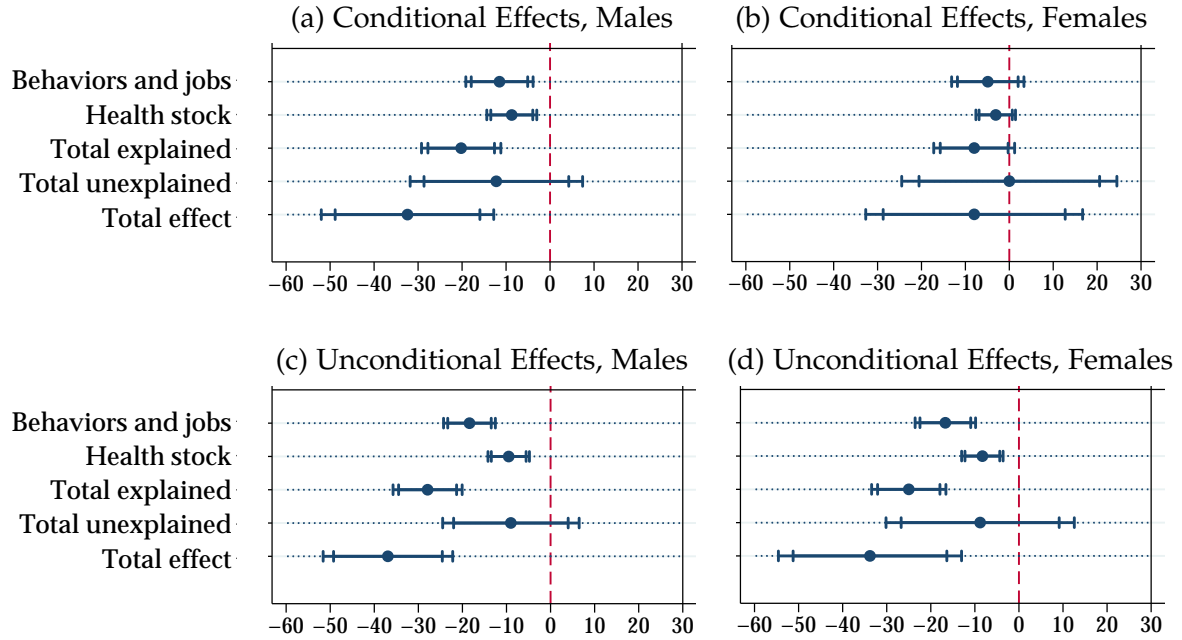 (a) Conditional Effects, Males
(b) Conditional Effects, Females
Behaviors and jobs
Health stock
Total explained
Total unexplained
Total effect
−60 −50 −40 −30 −20 −10 0 10 20 30
−60 −50 −40 −30 −20 −10 0 10 20 30
(c) Unconditional Effects, Males
(d) Unconditional Effects, Females
Behaviors and jobs
Health stock
Total explained
Total unexplained
Total effect
−60 −50 −40 −30 −20 −10 0 10 20 30
−60 −50 −40 −30 −20 −10 0 10 20 30